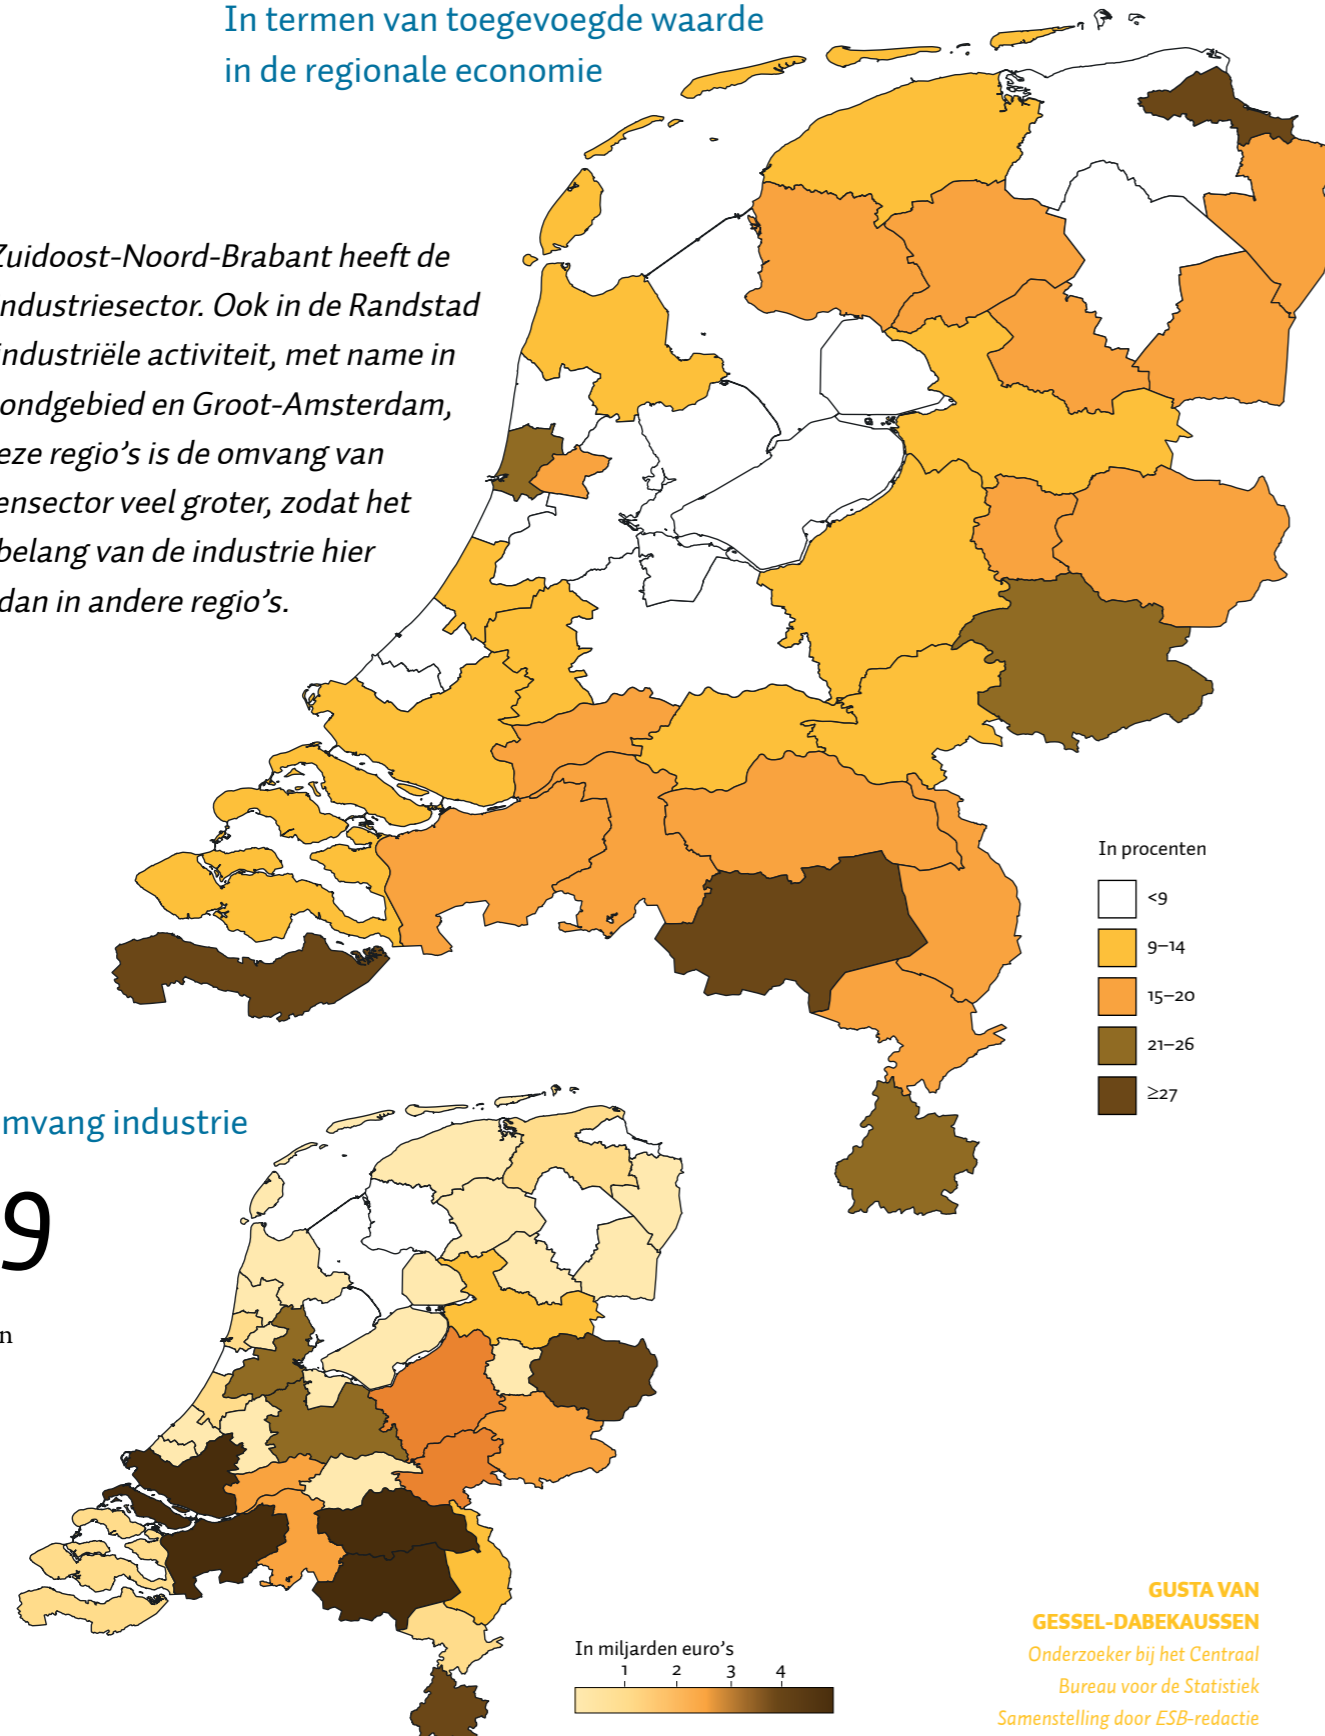 In termen van toegevoegde waarde
in de regionale economie
Zuidoost-Noord-Brabant heeft de
industriesector. Ook in de Randstad
industriële activiteit, met name in
ondgebied en Groot-Amsterdam,
eze regio's is de omvang van
ensector veel groter, zodat het
belang van de industrie hier
dan in andere regio's.
In procenten
<9
9–14
15–20
21–26
≥27
mvang industrie
9
n
In miljarden euro's
1 2 3 4
GUSTA VAN
GESSEL-DABEKAUSSEN
Onderzoeker bij het Centraal
Bureau voor de Statistiek
Samenstelling door ESB-redactie